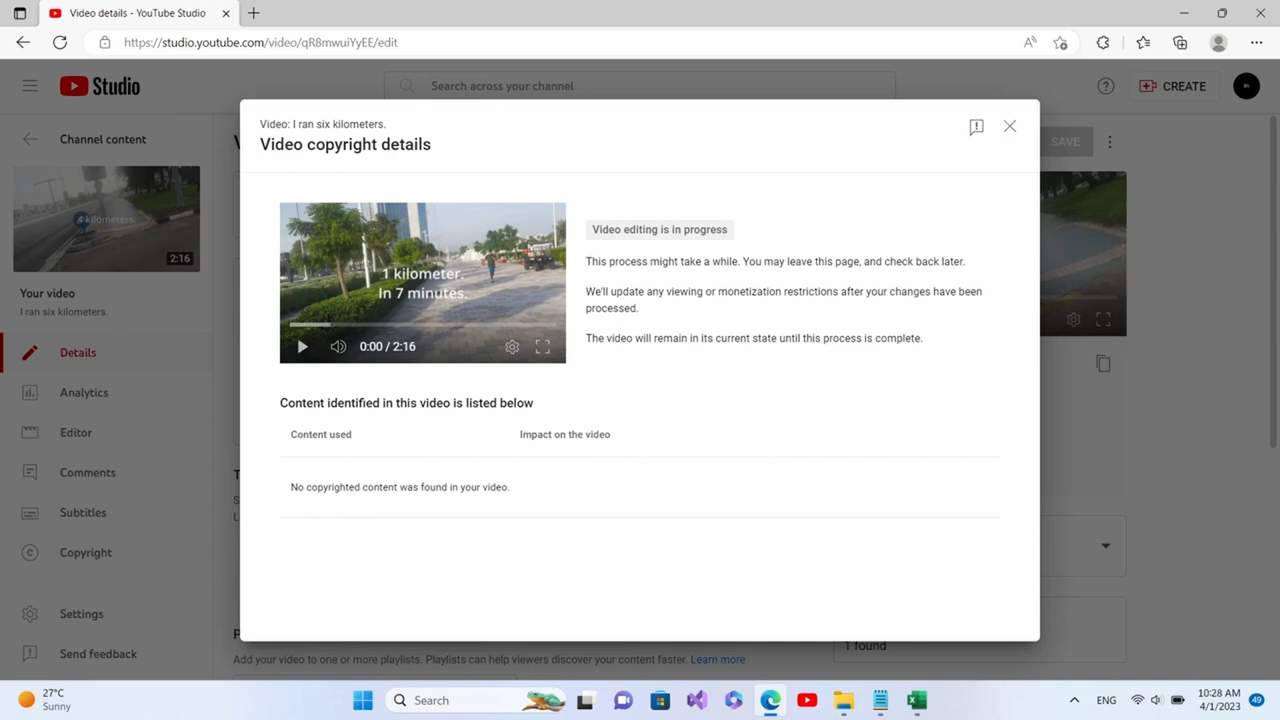 Video details - YouTube Studio
https://studio.youtube.com/video/qR8mwuiYyEE/edit
Studio
Search across your channel
CREATE
Channel content
4 kilometers.
2:16
Your video
I ran six kilometers.
Details
Analytics
Editor
Comments
Subtitles
Copyright
Settings
Send feedback
SAVE
Video: I ran six kilometers.
Video copyright details
1 kilometer.
In 7 minutes.
0:00 / 2:16
Video editing is in progress
This process might take a while. You may leave this page, and check back later.
We'll update any viewing or monetization restrictions after your changes have been
processed.
The video will remain in its current state until this process is complete.
Content identified in this video is listed below
Content used
Impact on the video
No copyrighted content was found in your video.
1 found
Add your video to one or more playlists. Playlists can help viewers discover your content faster. Learn more
27°C
Sunny
Search
ENG
10:28 AM
4/1/2023
49